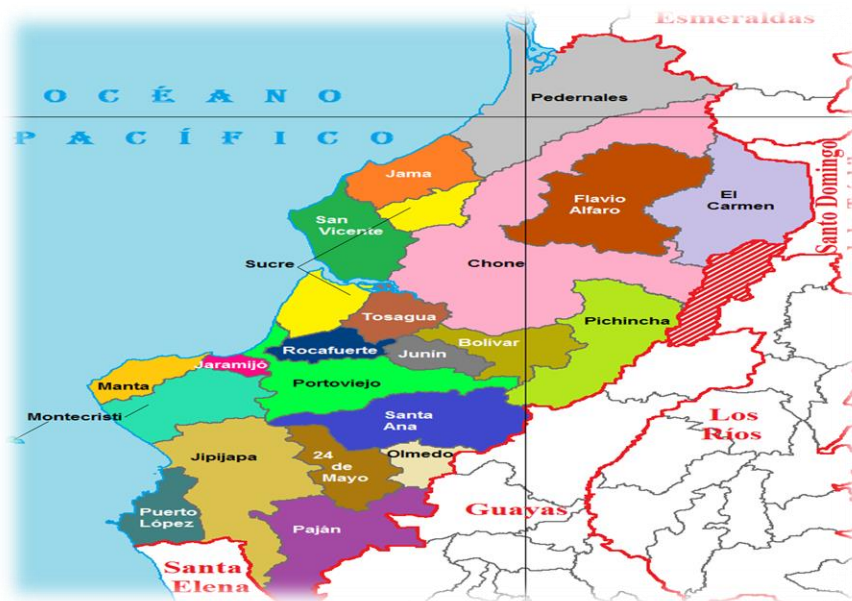 Esmeraldas
OCÉANO
PACÍFICO
Pedernales
Jama
San
Vicente
Flavio
Alfaro
El
Carmen
Santo Domingo
Sucre
Chone
Tosagua
Pichincha
Bolívar
Rocafuerte
Junín
Jaramijó
Manta
Portoviejo
Montecristi
Santa
Ana
Los
Ríos
Jipijapa
24
de
Mayo
Olmedo
Puerto
López
Paján
Guayas
Santa
Elena